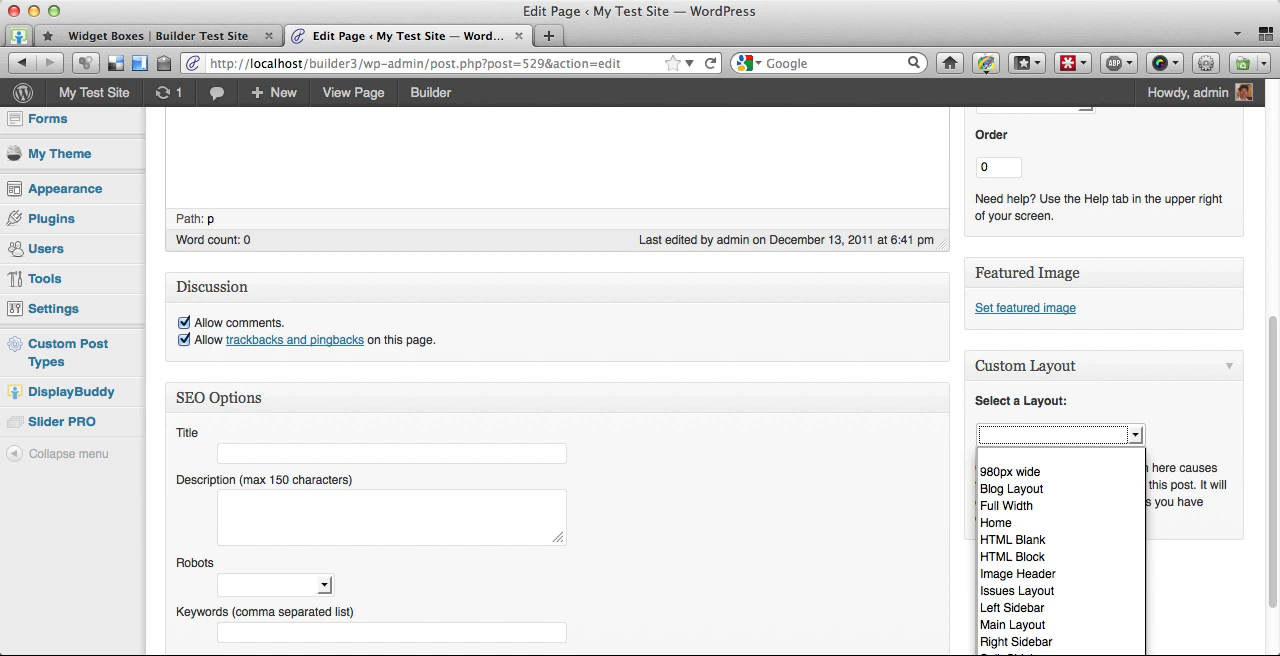 Edit Page ‹ My Test Site — WordPress
Widget Boxes | Builder Test Site
Edit Page ‹ My Test Site — Word...
http://localhost/builder3/wp-admin/post.php?post=529&action=edit
Google
ABP
My Test Site
1
New
View Page
Builder
Howdy, admin
Forms
My Theme
Appearance
Plugins
Users
Tools
Settings
Custom Post
Types
DisplayBuddy
Slider PRO
Collapse menu
Path: p
Word count: 0
Last edited by admin on December 13, 2011 at 6:41 pm
Discussion
Allow comments.
Allow trackbacks and pingbacks on this page.
SEO Options
Title
Description (max 150 characters)
Robots
Keywords (comma separated list)
Order
0
Need help? Use the Help tab in the upper right
of your screen.
Featured Image
Set featured image
Custom Layout
Select a Layout:
here causes
this post. It will
you have
980px wide
Blog Layout
Full Width
Home
HTML Blank
HTML Block
Image Header
Issues Layout
Left Sidebar
Main Layout
Right Sidebar